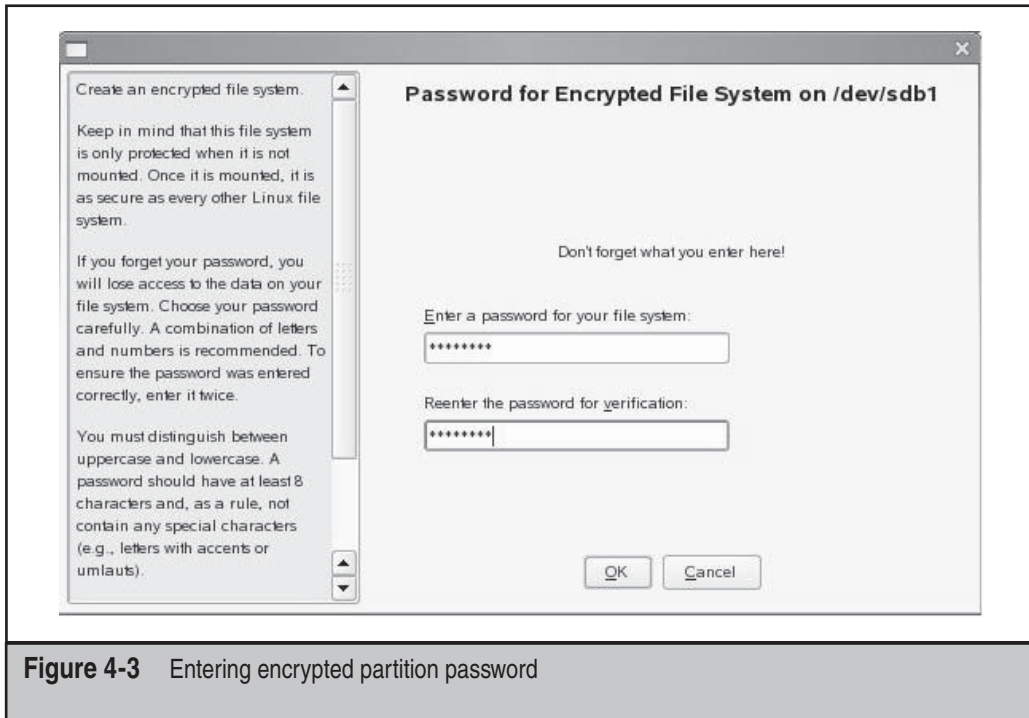 Create an encrypted file system.
Keep in mind that this file system
is only protected when it is not
mounted. Once it is mounted, it is
as secure as every other Linux file
system.
If you forget your password, you
will lose access to the data on your
file system. Choose your password
carefully. A combination of letters
and numbers is recommended. To
ensure the password was entered
correctly, enter it twice.
You must distinguish between
uppercase and lowercase. A
password should have at least 8
characters and, as a rule, not
contain any special characters
(e.g., letters with accents or
umlauts).
Password for Encrypted File System on /dev/sdb1
Don't forget what you enter here!
Enter a password for your file system:
********
Reenter the password for verification:
********
OK
Cancel
Figure 4-3 Entering encrypted partition password